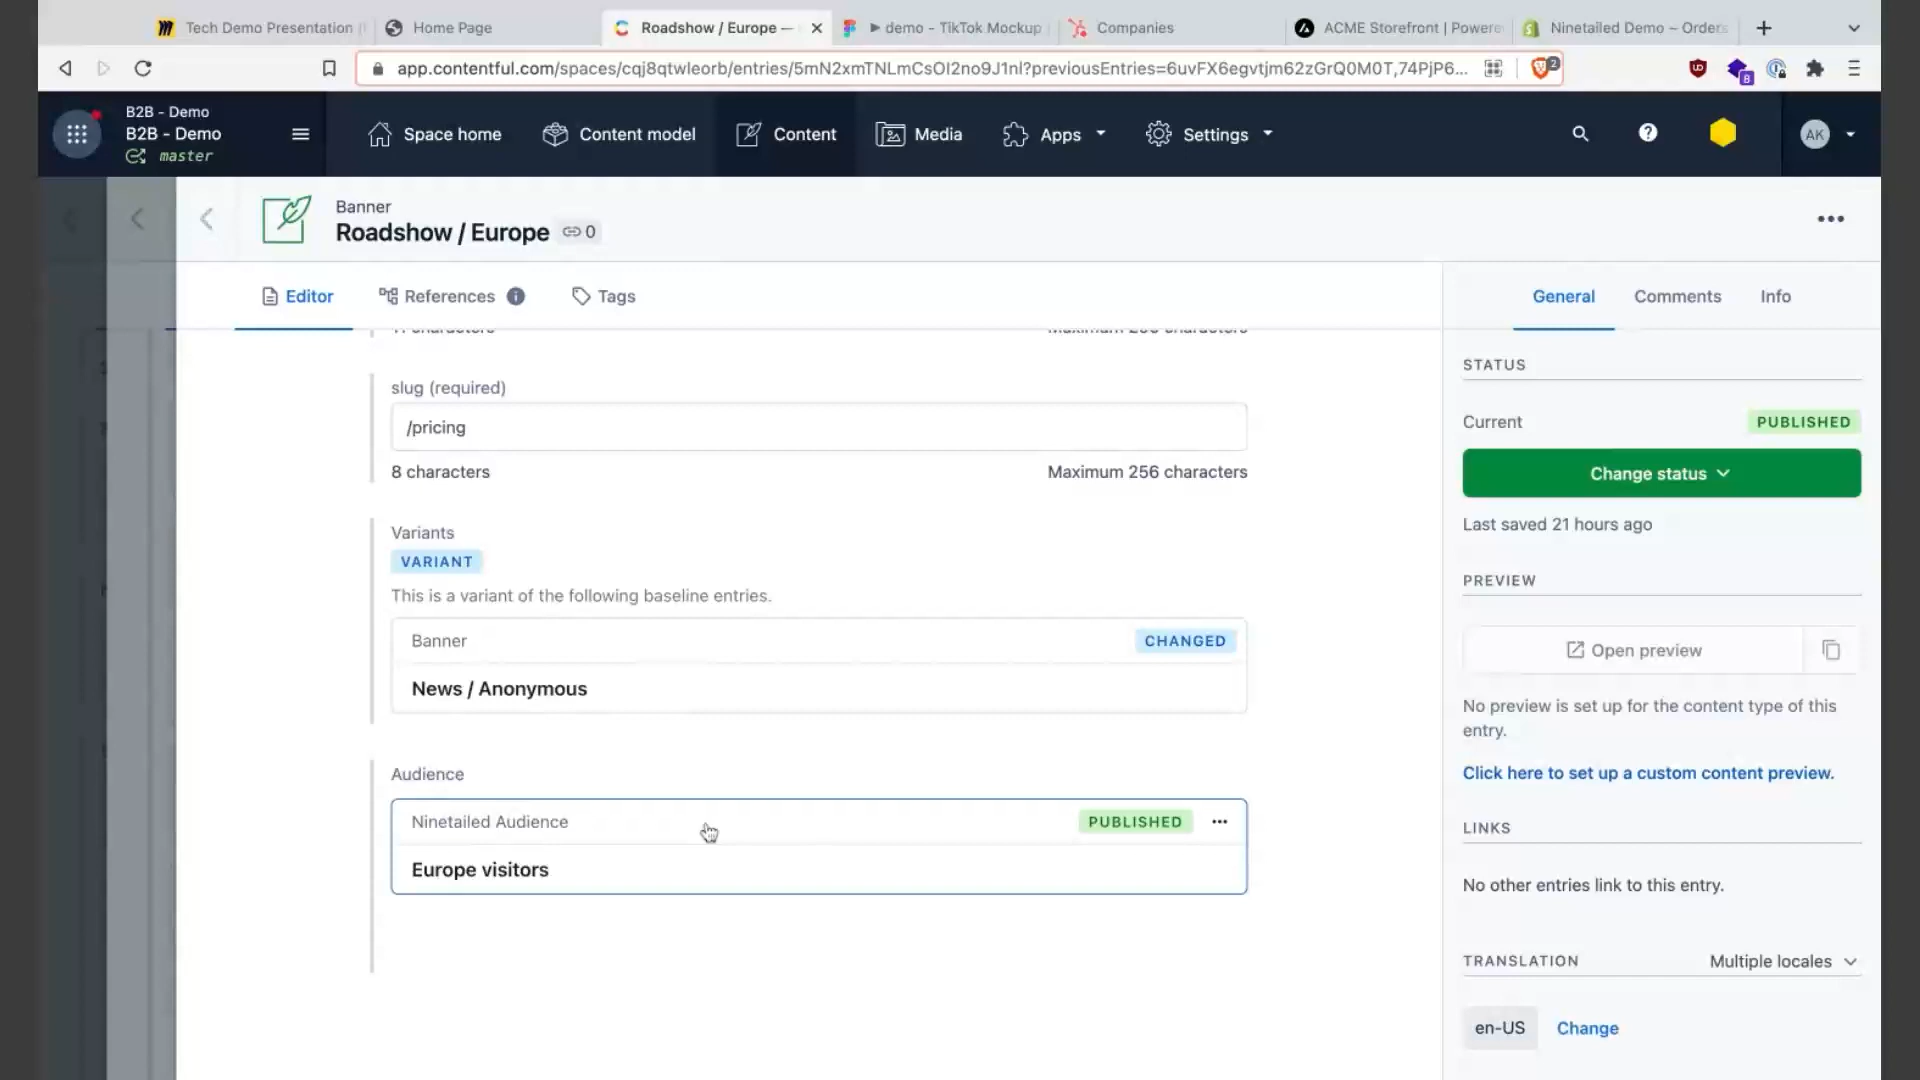 Tech Demo Presentation
Home Page
Roadshow / Europe —
demo - TikTok Mockup
Companies
ACME Storefront | Powere
Ninetailed Demo ~ Orders
app.contentful.com/spaces/cqj8qtwleorb/entries/5mN2xmTNLmCsOI2no9J1nl?previousEntries=6uvFX6egvtjm62zGrQ0M0T,74PjP6...
2
B2B - Demo
B2B - Demo
master
Space home
Content model
Content
Media
Apps
Settings
AK
Banner
Roadshow / Europe
0
Editor
References
Tags
General
Comments
Info
11 characters
Maximum 256 characters
slug (required)
/pricing
8 characters
Maximum 256 characters
Variants
VARIANT
This is a variant of the following baseline entries.
Banner
CHANGED
News / Anonymous
Audience
Ninetailed Audience
PUBLISHED
Europe visitors
STATUS
Current
PUBLISHED
Change status
Last saved 21 hours ago
PREVIEW
Open preview
No preview is set up for the content type of this
entry.
Click here to set up a custom content preview.
LINKS
No other entries link to this entry.
TRANSLATION
Multiple locales
en-US
Change